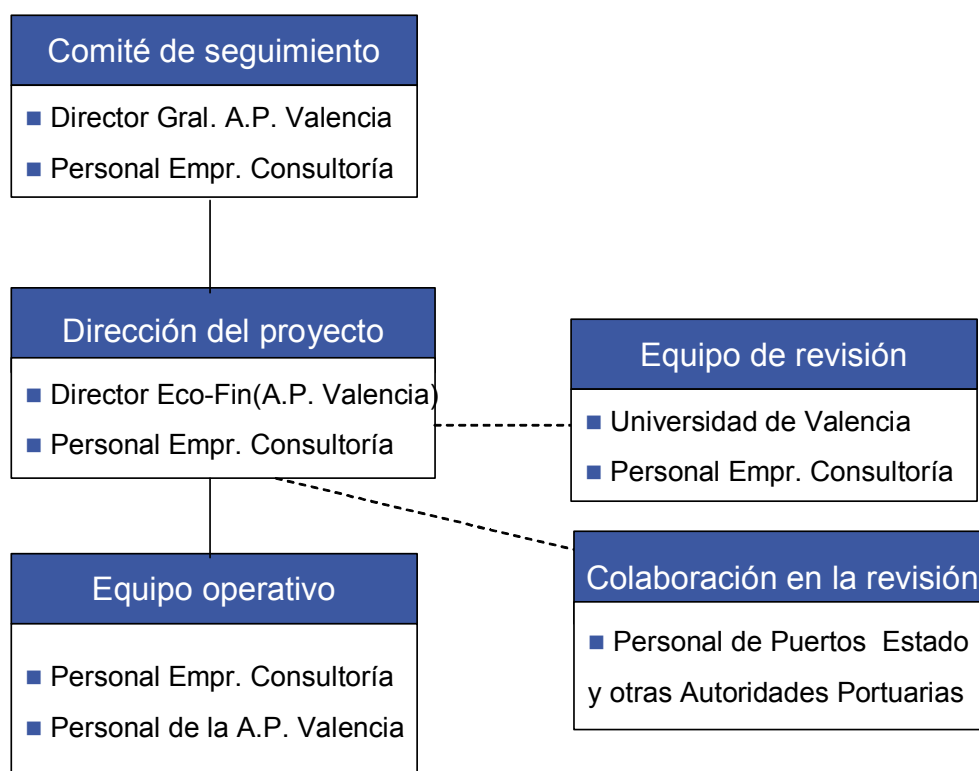 Comité de seguimiento
■ Director Gral. A.P. Valencia
■ Personal Empr. Consultoría
Dirección del proyecto
■ Director Eco-Fin(A.P. Valencia)
■ Personal Empr. Consultoría
Equipo de revisión
■ Universidad de Valencia
■ Personal Empr. Consultoría
Equipo operativo
■ Personal Empr. Consultoría
■ Personal de la A.P. Valencia
Colaboración en la revisión
■ Personal de Puertos Estado
y otras Autoridades Portuarias